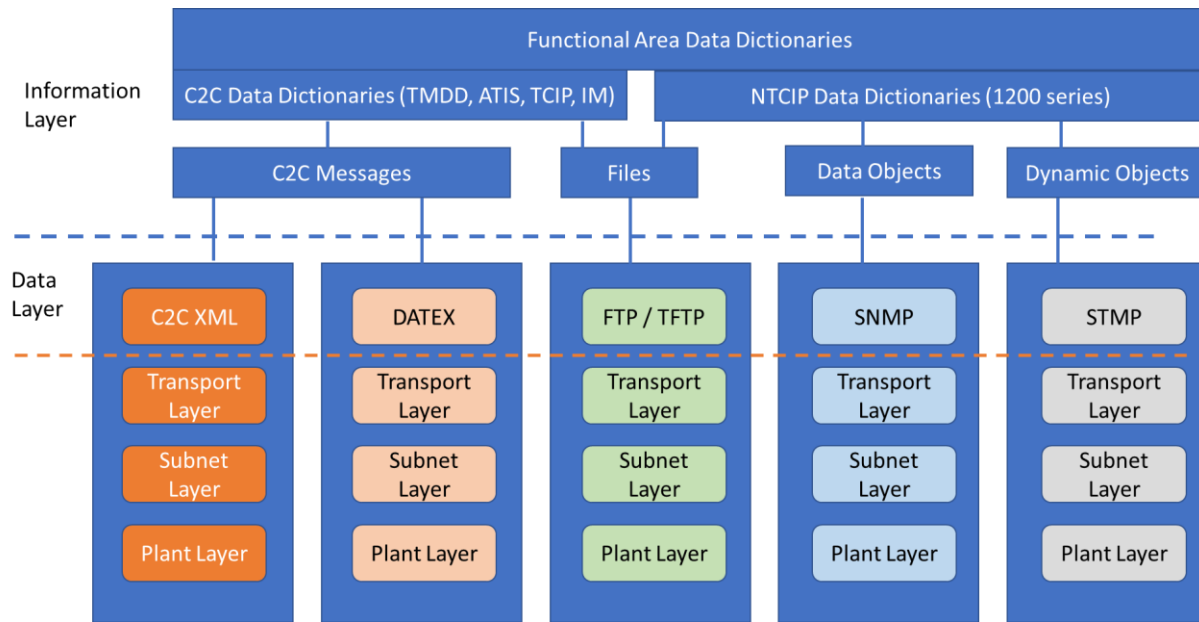 Functional Area Data Dictionaries
Information
Layer
C2C Data Dictionaries (TMDD, ATIS, TCIP, IM)
NTCIP Data Dictionaries (1200 series)
C2C Messages
Files
Data Objects
Dynamic Objects
Data
Layer
C2C XML
DATEX
FTP / TFTP
SNMP
STMP
Transport
Layer
Transport
Layer
Transport
Layer
Transport
Layer
Transport
Layer
Subnet
Layer
Subnet
Layer
Subnet
Layer
Subnet
Layer
Subnet
Layer
Plant Layer
Plant Layer
Plant Layer
Plant Layer
Plant Layer